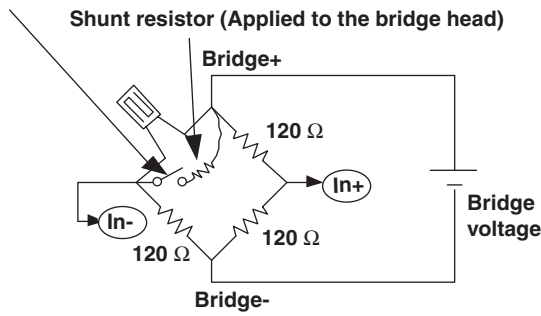 Shunt resistor (Applied to the bridge head)
Bridge+
120 Ω
In+
In-
Bridge
voltage
120 Ω
120 Ω
Bridge-